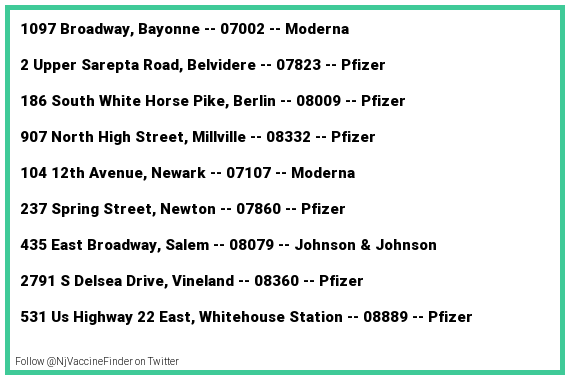 1097 Broadway, Bayonne -- 07002 -- Moderna
2 Upper Sarepta Road, Belvidere -- 07823 -- Pfizer
186 South White Horse Pike, Berlin -- 08009 -- Pfizer
907 North High Street, Millville -- 08332 -- Pfizer
104 12th Avenue, Newark -- 07107 -- Moderna
237 Spring Street, Newton -- 07860 -- Pfizer
435 East Broadway, Salem -- 08079 -- Johnson & Johnson
2791 S Delsea Drive, Vineland -- 08360 -- Pfizer
531 Us Highway 22 East, Whitehouse Station -- 08889 -- Pfizer
Follow @NjVaccineFinder on Twitter